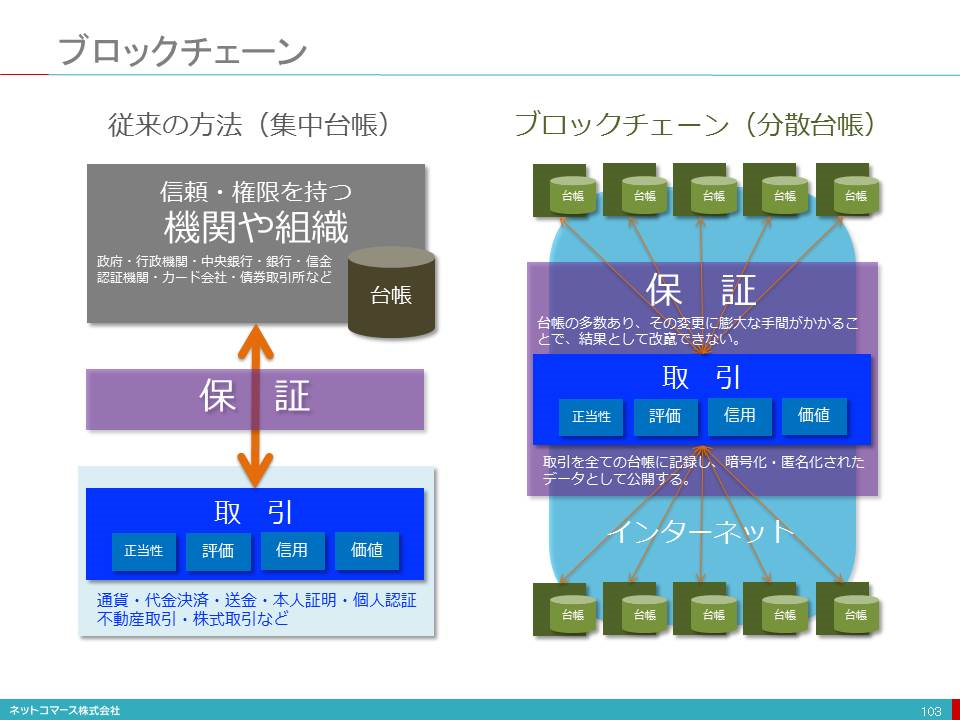 ブロックチェーン
従来の方法（集中台帳）
信頼・権限を持つ
機関や組織
政府・行政機関・中央銀行・銀行・信金
認証機関・カード会社・債券取引所など
台帳
保　証
取　引
正当性
評価
信用
価値
通貨・代金決済・送金・本人証明・個人認証
不動産取引・株式取引など
ブロックチェーン（分散台帳）
台帳
台帳
台帳
台帳
台帳
保　証
台帳の多数あり、その変更に膨大な手間がかかるこ
とで、結果として改竄できない。
取　引
正当性
評価
信用
価値
取引を全ての台帳に記録し、暗号化・匿名化された
データとして公開する。
インターネット
台帳
台帳
台帳
台帳
台帳
ネットコマース株式会社
103